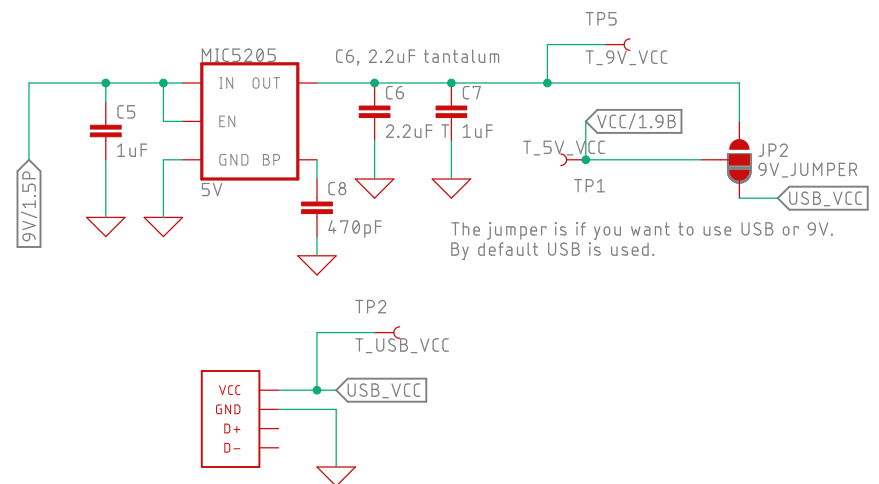 TP5
MIC5205
C6, 2.2uF tantalum
T_9V_VCC
IN OUT
C5
C6
C7
VCC/1.9B
EN
1uF
2.2uF T
1uF
T_5V_VCC
JP2
GND BP
9V_JUMPER
5V
C8
TP1
USB_VCC
9V/1.5P
470pF
The jumper is if you want to use USB or 9V.
By default USB is used.
TP2
T_USB_VCC
VCC
USB_VCC
GND
D+
D-